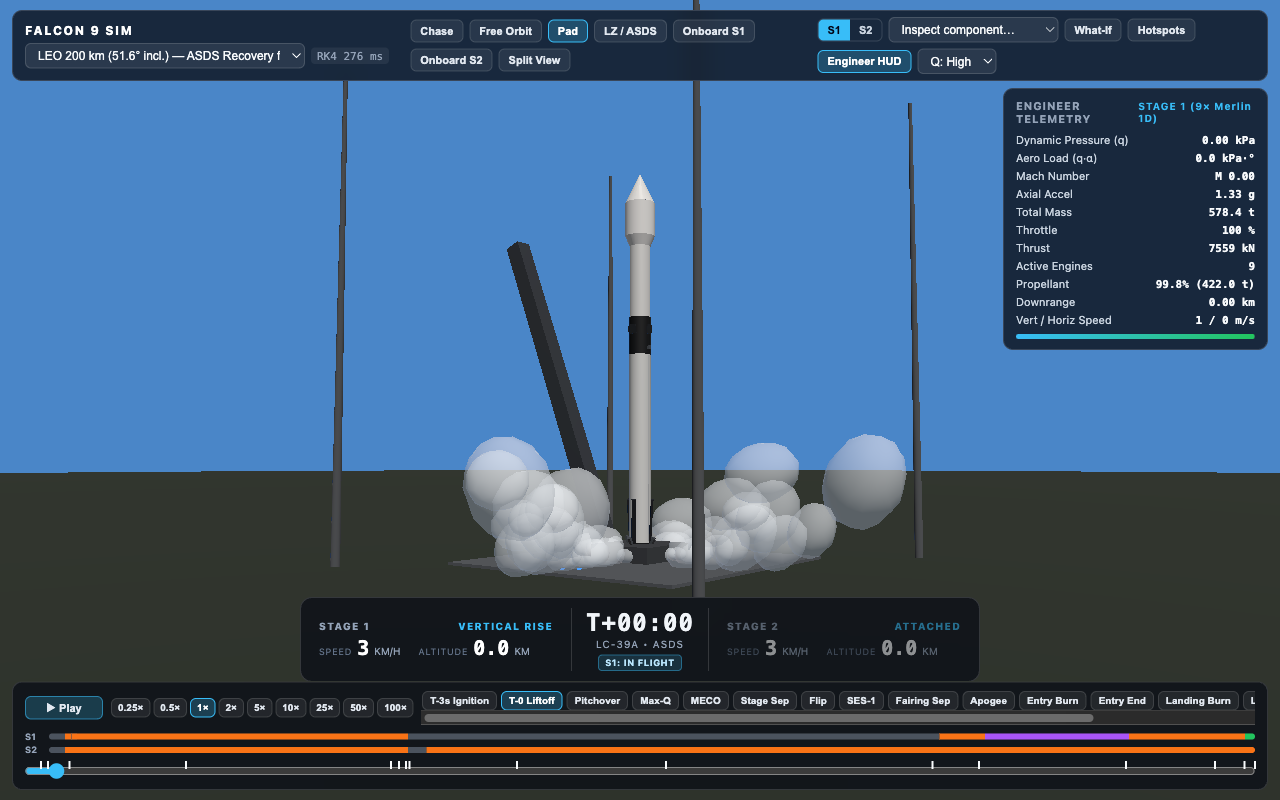 FALCON 9 SIM
LEO 200 km (51.6° incl.) — ASDS Recovery f
RK4 276 ms
Chase Free Orbit Pad LZ / ASDS Onboard S1
Onboard S2 Split View
S1 S2 Inspect component... What-If Hotspots
Engineer HUD Q: High
ENGINEER TELEMETRY
STAGE 1 (9× Merlin 1D)
Dynamic Pressure (q) 0.00 kPa
Aero Load (q·α) 0.0 kPa·°
Mach Number M 0.00
Axial Accel 1.33 g
Total Mass 578.4 t
Throttle 100 %
Thrust 7559 kN
Active Engines 9
Propellant 99.8% (422.0 t)
Downrange 0.00 km
Vert / Horiz Speed 1 / 0 m/s
STAGE 1 VERTICAL RISE
SPEED 3 KM/H ALTITUDE 0.0 KM
T+00:00
LC-39A • ASDS
S1: IN FLIGHT
STAGE 2 ATTACHED
SPEED 3 KM/H ALTITUDE 0.0 KM
Play 0.25× 0.5× 1× 2× 5× 10× 25× 50× 100×
T-3s Ignition T-0 Liftoff Pitchover Max-Q MECO Stage Sep Flip SES-1 Fairing Sep Apogee Entry Burn Entry End Landing Burn L
S1
S2